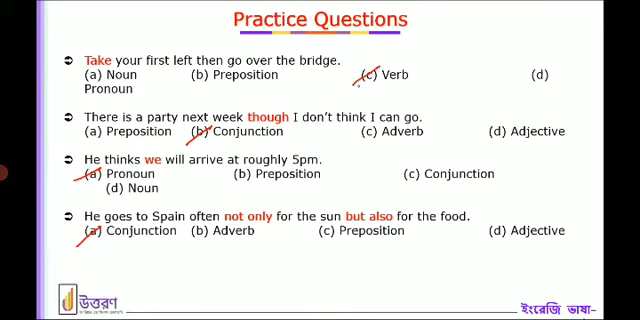 Practice Questions
Take your first left then go over the bridge.
(a) Noun (b) Preposition (c) Verb (d)
Pronoun
There is a party next week though I don't think I can go.
(a) Preposition (b) Conjunction (c) Adverb (d) Adjective
He thinks we will arrive at roughly 5pm.
(a) Pronoun (b) Preposition (c) Conjunction
(d) Noun
He goes to Spain often not only for the sun but also for the food.
(a) Conjunction (b) Adverb (c) Preposition (d) Adjective
উত্তরণ
ইংরেজি ভাষা-